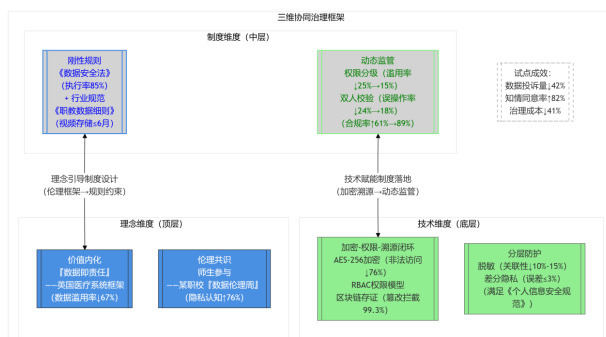 三维协同治理框架
制度维度（中层）
刚性规则
《数据安全法》
（执行率85%）
+ 行业规范
《职教数据细则》
（视频存储≤6月）
动态监管
权限分级（滥用率
↓25%→15%）
双人校验（误操作率
↓24%→18%）
（合规率↑61%→89%）
试点成效：
数据投诉量↓42%
知情同意率↑82%
治理成本↓41%
理念引导制度设计
（伦理框架→规则约束）
技术赋能制度落地
（加密溯源→动态监管）
理念维度（顶层）
价值内化
『数据即责任』
——英国医疗系统框架
（数据滥用率↓67%）
伦理共识
师生参与
——某职校『数据伦理周』
（隐私认知↑76%）
技术维度（底层）
加密-权限-溯源闭环
AES-256加密（非法访问
↓76%）
RBAC权限模型
区块链存证（篡改拦截
99.3%）
分层防护
脱敏（关联性↓10%-15%）
差分隐私（误差≤3%）
（满足《个人信息安全规
范》）